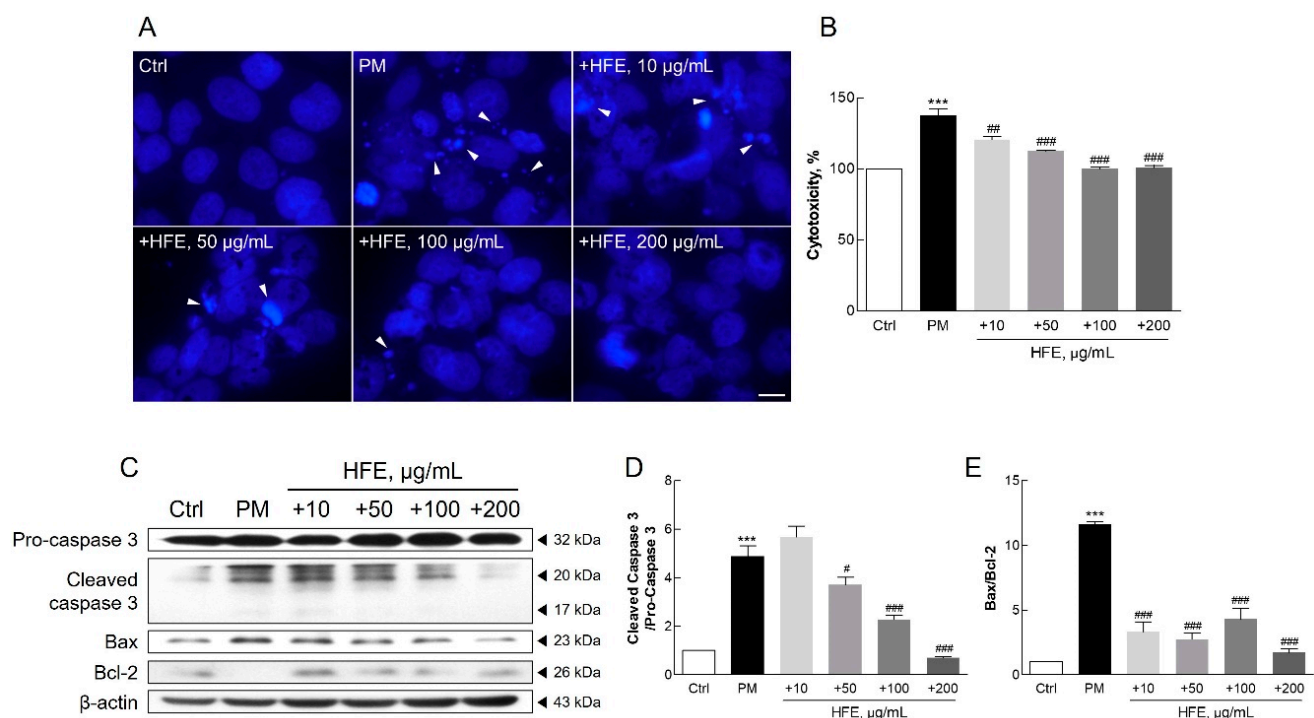 A
Ctrl
PM
+HFE, 10 μg/mL
+HFE, 50 μg/mL
+HFE, 100 μg/mL
+HFE, 200 μg/mL
B
Cytotoxicity, %
150
100
50
0
***
##
###
###
###
Ctrl
PM
+10
+50
+100
+200
HFE, μg/mL
C
HFE, μg/mL
Ctrl PM +10 +50 +100 +200
Pro-caspase 3 ◄ 32 kDa
Cleaved
caspase 3
◄ 20 kDa
◄ 17 kDa
Bax ◄ 23 kDa
Bcl-2 ◄ 26 kDa
β-actin ◄ 43 kDa
D
Cleaved Caspase 3
/Pro-Caspase 3
8
6
4
2
0
***
#
###
###
Ctrl
PM
+10
+50
+100
+200
HFE, μg/mL
E
Bax/Bcl-2
15
10
5
0
***
###
###
###
###
Ctrl
PM
+10
+50
+100
+200
HFE, μg/mL